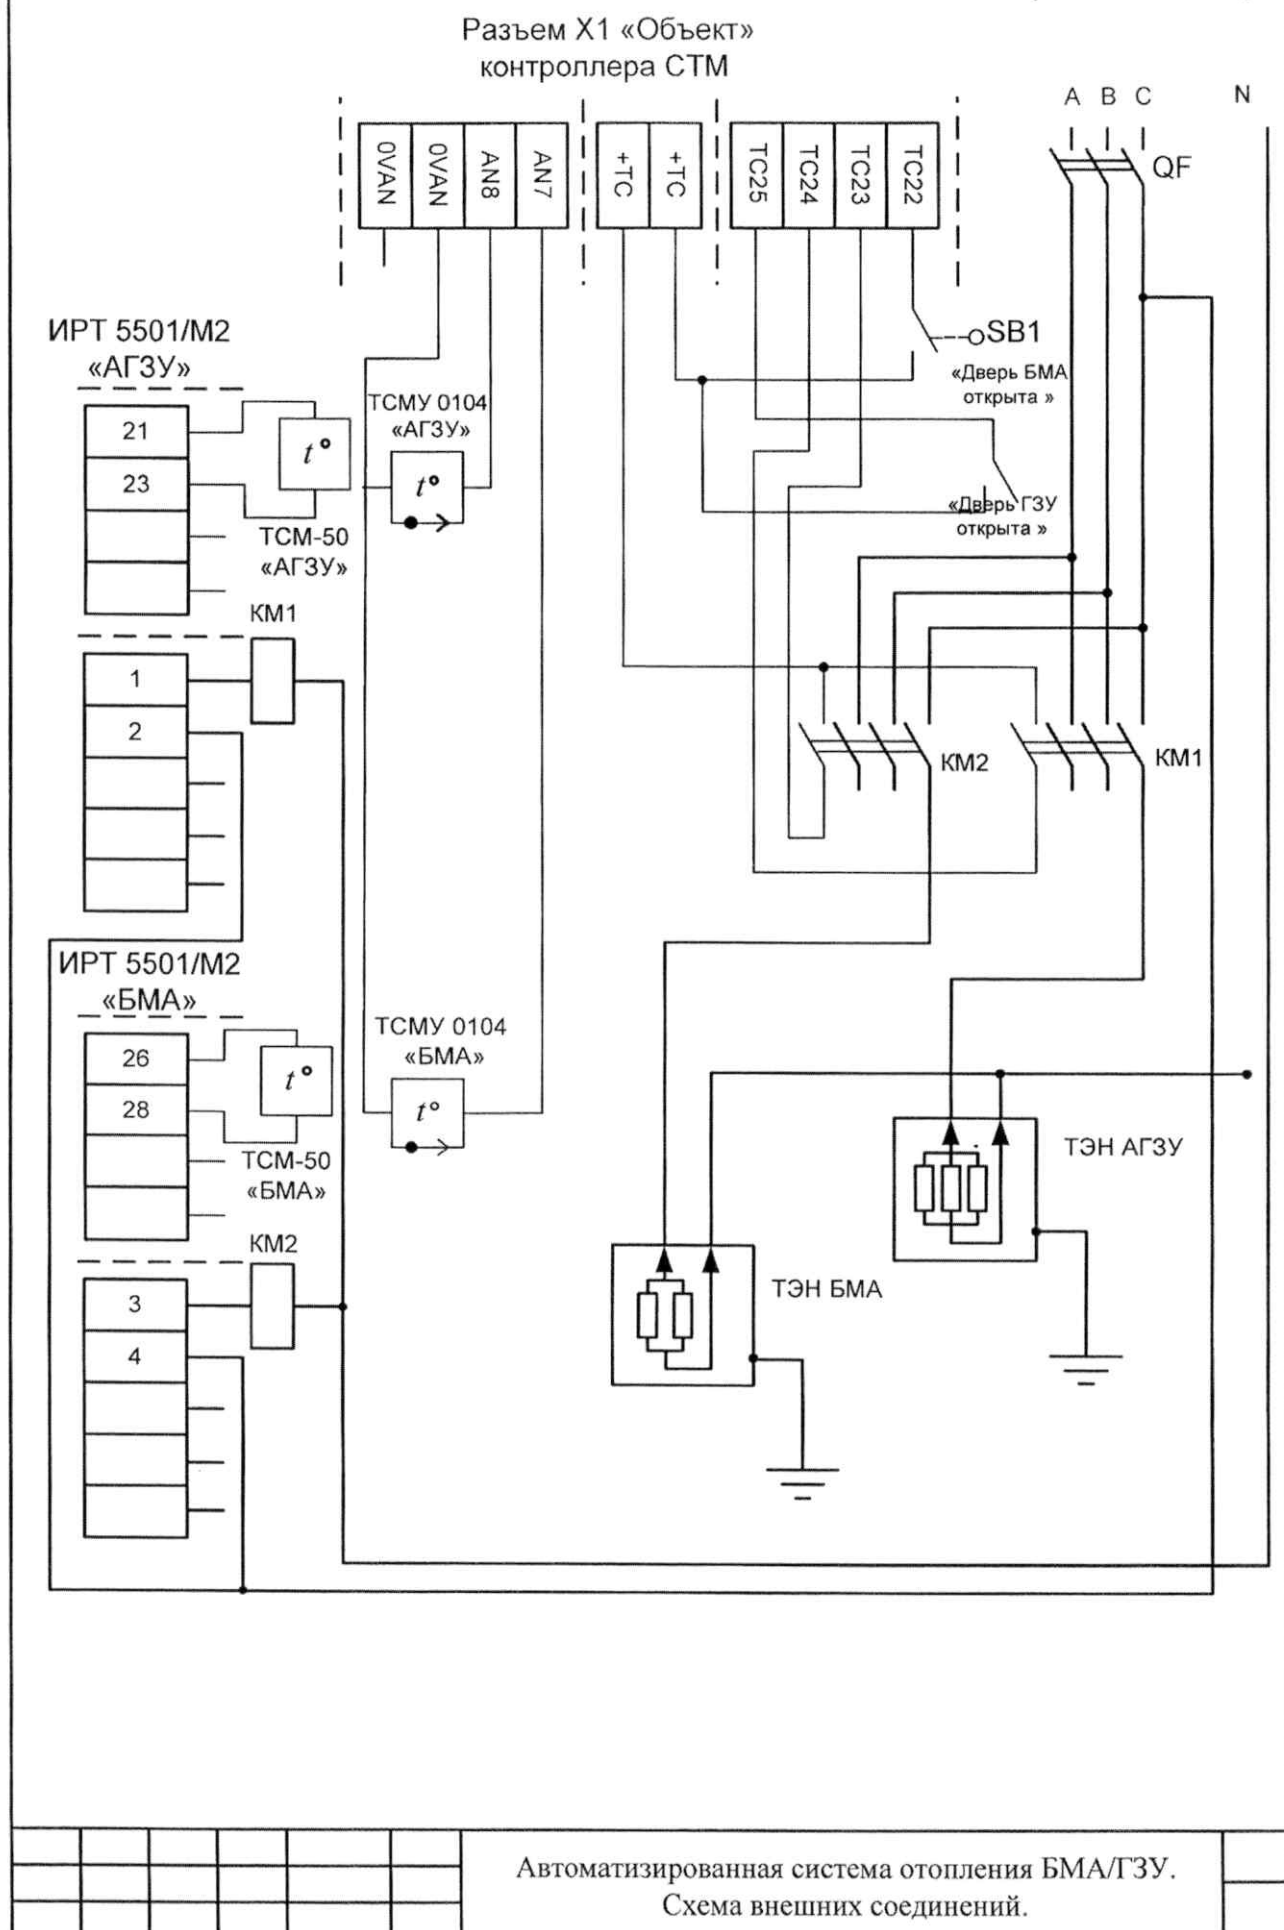 Разъем X1 «Объект»
контроллера СТМ
A B C N
0VAN 0VAN AN8 AN7 +TC +TC TC25 TC24 TC23 TC22
QF
SB1
«Дверь БМА
открыта »
ИРТ 5501/М2
«АГЗУ»
21
23
t°
ТСМ-50
«АГЗУ»
ТСМУ 0104
«АГЗУ»
t°
«Дверь ГЗУ
открыта »
КМ1
1
2
КМ2
КМ1
ИРТ 5501/М2
«БМА»
26
28
t°
ТСМ-50
«БМА»
ТСМУ 0104
«БМА»
t°
ТЭН АГЗУ
КМ2
3
4
ТЭН БМА
Автоматизированная система отопления БМА/ГЗУ.
Схема внешних соединений.